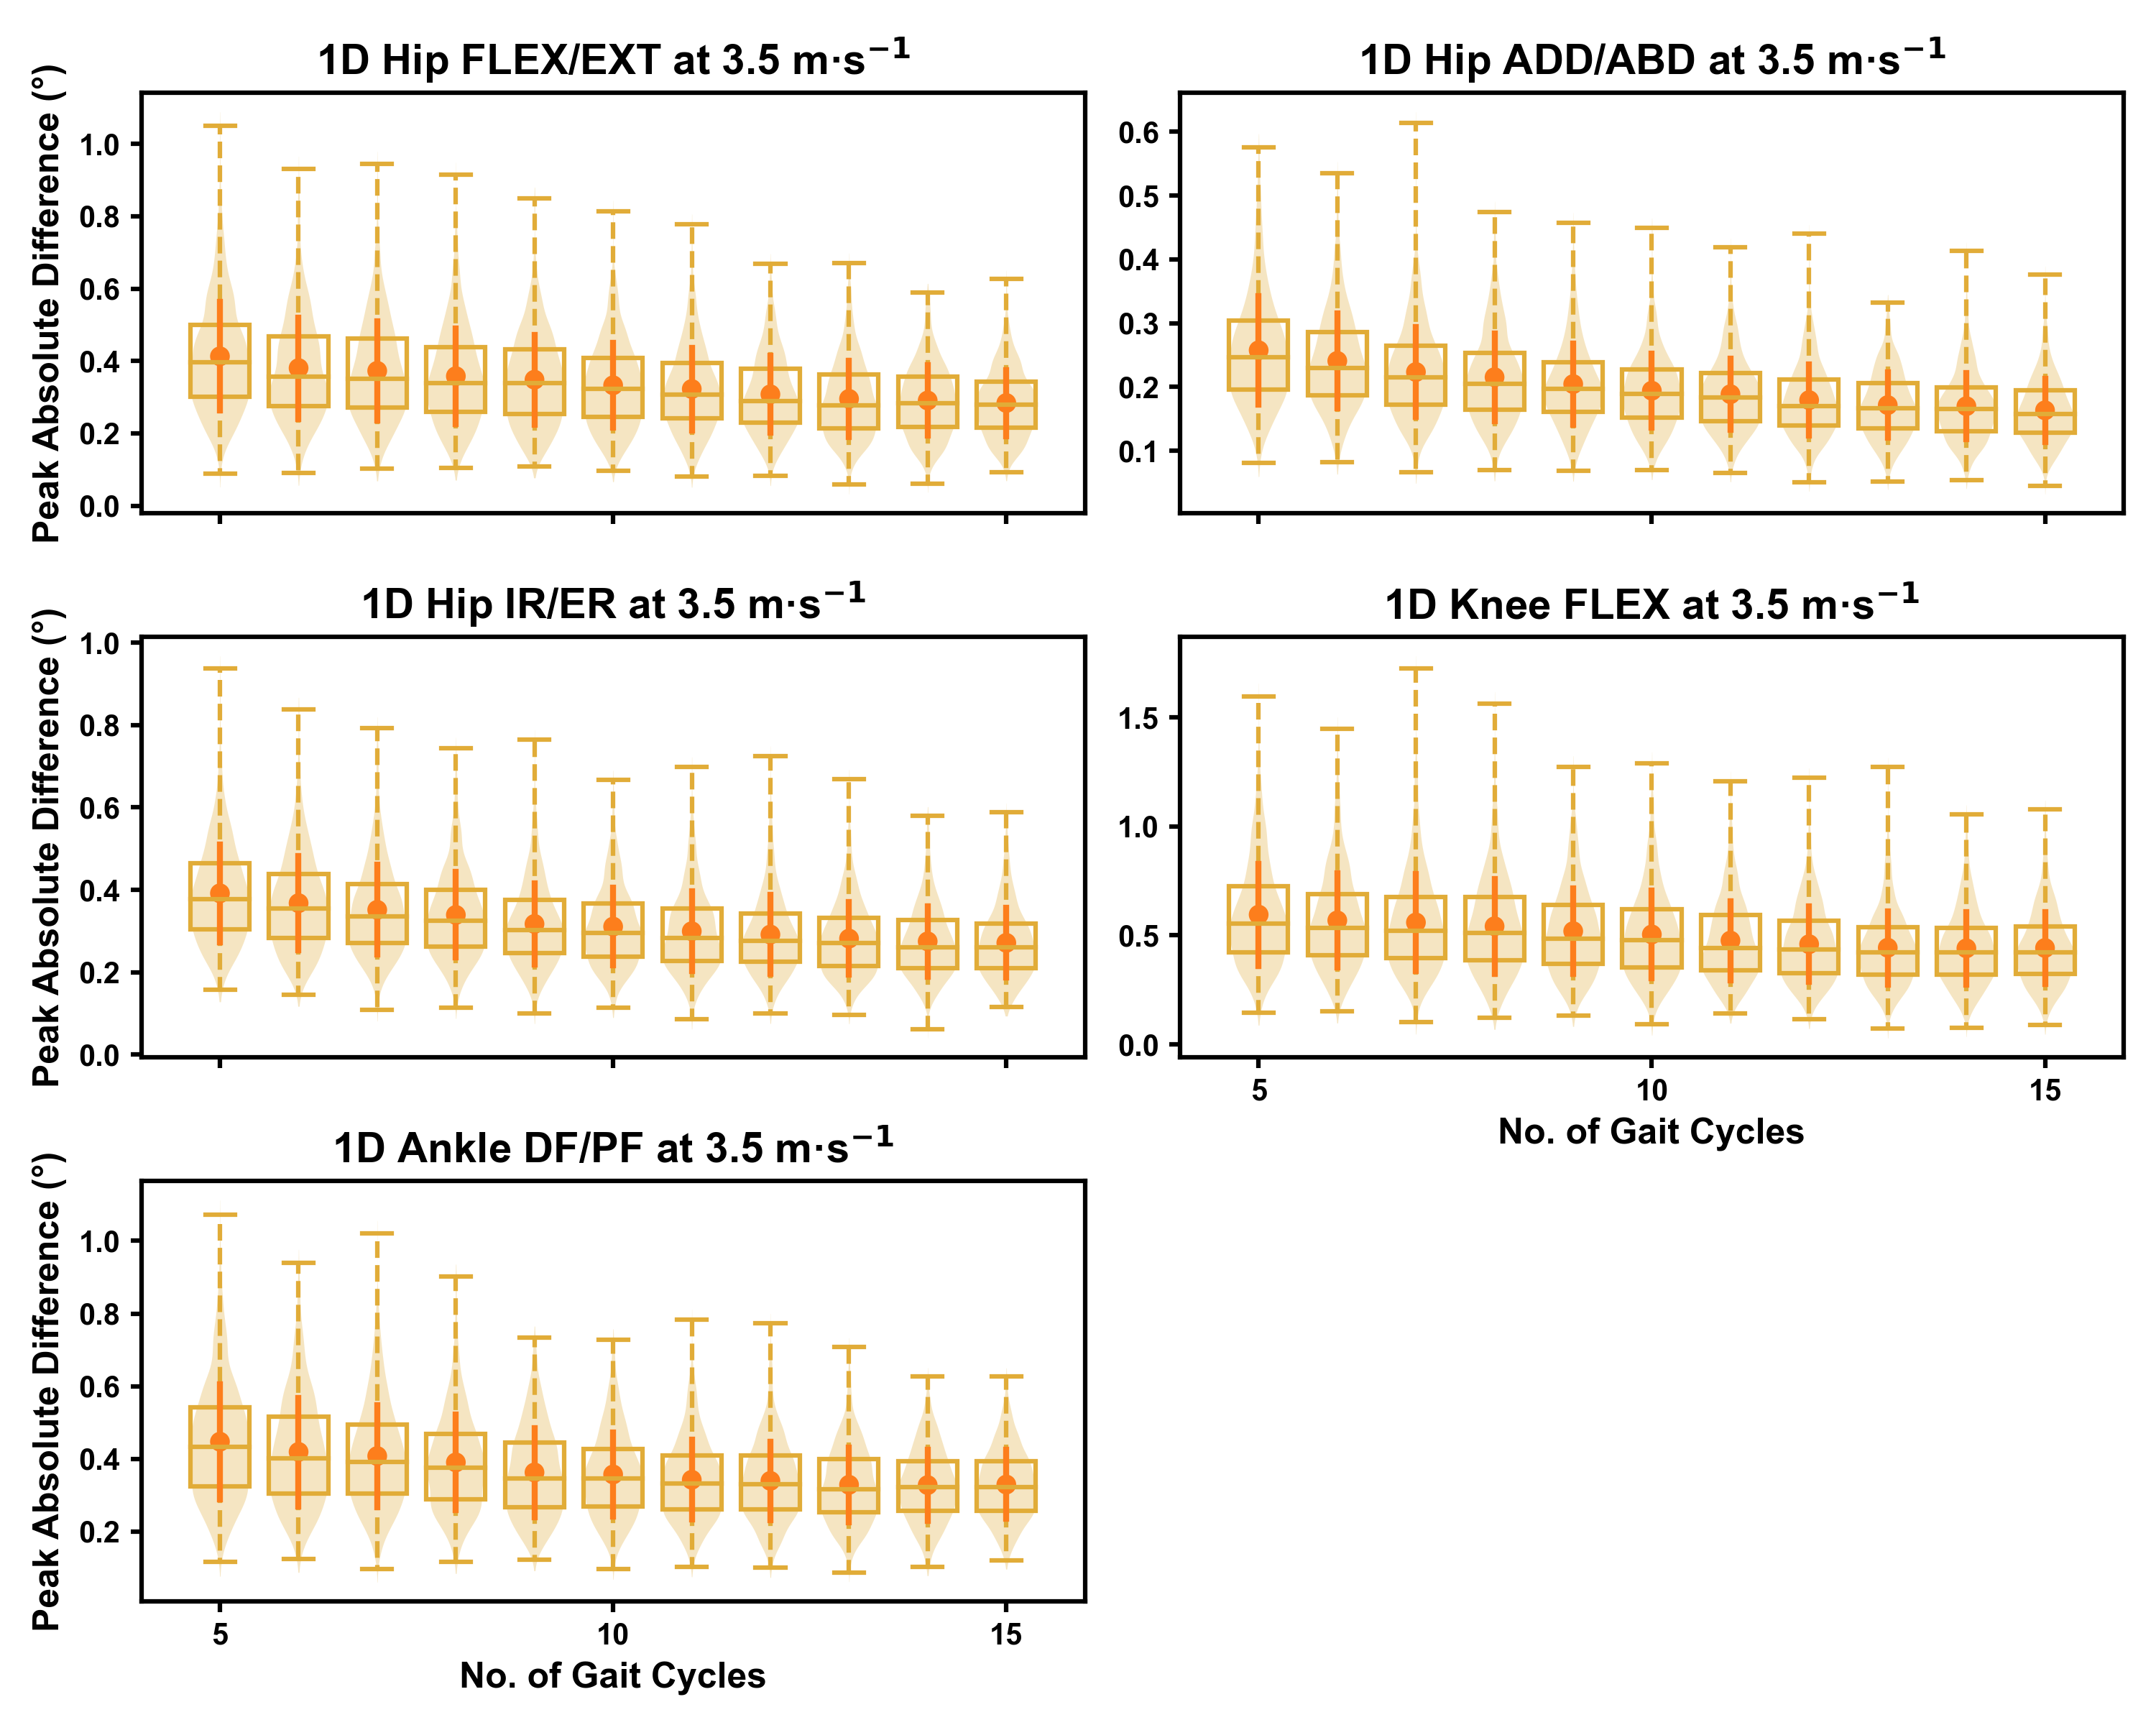 1D Hip FLEX/EXT at 3.5 m·s⁻¹
Peak Absolute Difference (°)
1.0
0.8
0.6
0.4
0.2
0.0
1D Hip ADD/ABD at 3.5 m·s⁻¹
0.6
0.5
0.4
0.3
0.2
0.1
1D Hip IR/ER at 3.5 m·s⁻¹
Peak Absolute Difference (°)
1.0
0.8
0.6
0.4
0.2
0.0
1D Knee FLEX at 3.5 m·s⁻¹
1.5
1.0
0.5
0.0
5 10 15
No. of Gait Cycles
1D Ankle DF/PF at 3.5 m·s⁻¹
Peak Absolute Difference (°)
1.0
0.8
0.6
0.4
0.2
5 10 15
No. of Gait Cycles